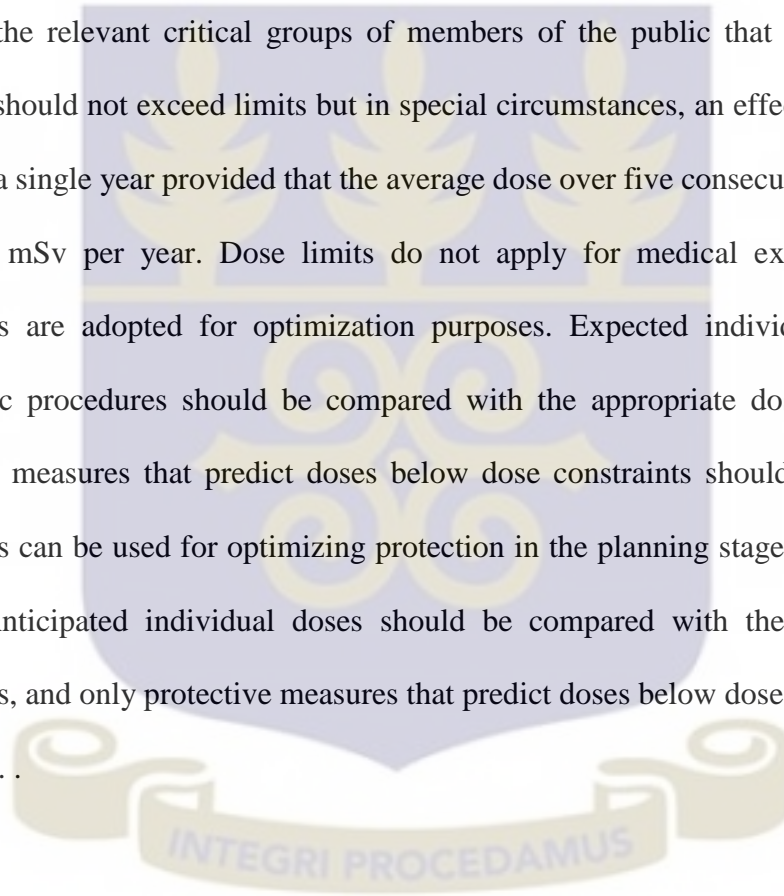 the relevant critical groups of members of the public that
should not exceed limits but in special circumstances, an effe
a single year provided that the average dose over five consecu
mSv per year. Dose limits do not apply for medical ex
s are adopted for optimization purposes. Expected individ
c procedures should be compared with the appropriate do
measures that predict doses below dose constraints should
s can be used for optimizing protection in the planning stage
nticipated individual doses should be compared with the
s, and only protective measures that predict doses below dose
. .
INTEGRI PROCEDAMUS